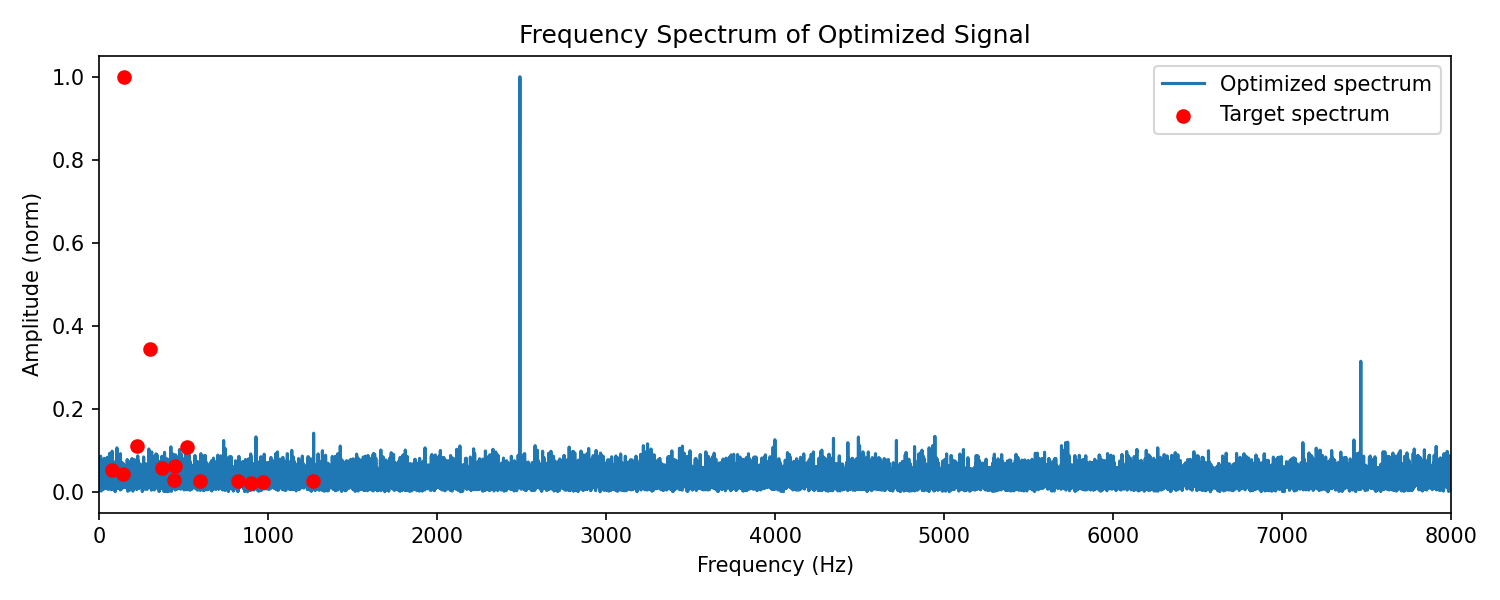 Frequency Spectrum of Optimized Signal
Optimized spectrum
Target spectrum
Amplitude (norm)
1.0
0.8
0.6
0.4
0.2
0.0
0 1000 2000 3000 4000 5000 6000 7000 8000
Frequency (Hz)